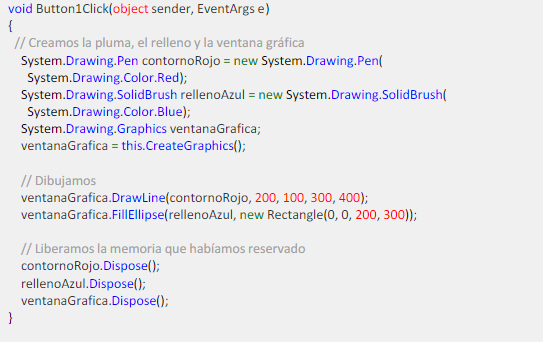 void Button1Click(object sender, EventArgs e)
{
// Creamos la pluma, el relleno y la ventana gráfica
System.Drawing.Pen contornoRojo = new System.Drawing.Pen(
System.Drawing.Color.Red);
System.Drawing.SolidBrush rellenoAzul = new System.Drawing.SolidBrush(
System.Drawing.Color.Blue);
System.Drawing.Graphics ventanaGrafica;
ventanaGrafica = this.CreateGraphics();
// Dibujamos
ventanaGrafica.DrawLine(contornoRojo, 200, 100, 300, 400);
ventanaGrafica.FillEllipse(rellenoAzul, new Rectangle(0, 0, 200, 300));
// Liberamos la memoria que habíamos reservado
contornoRojo.Dispose();
rellenoAzul.Dispose();
ventanaGrafica.Dispose();
}